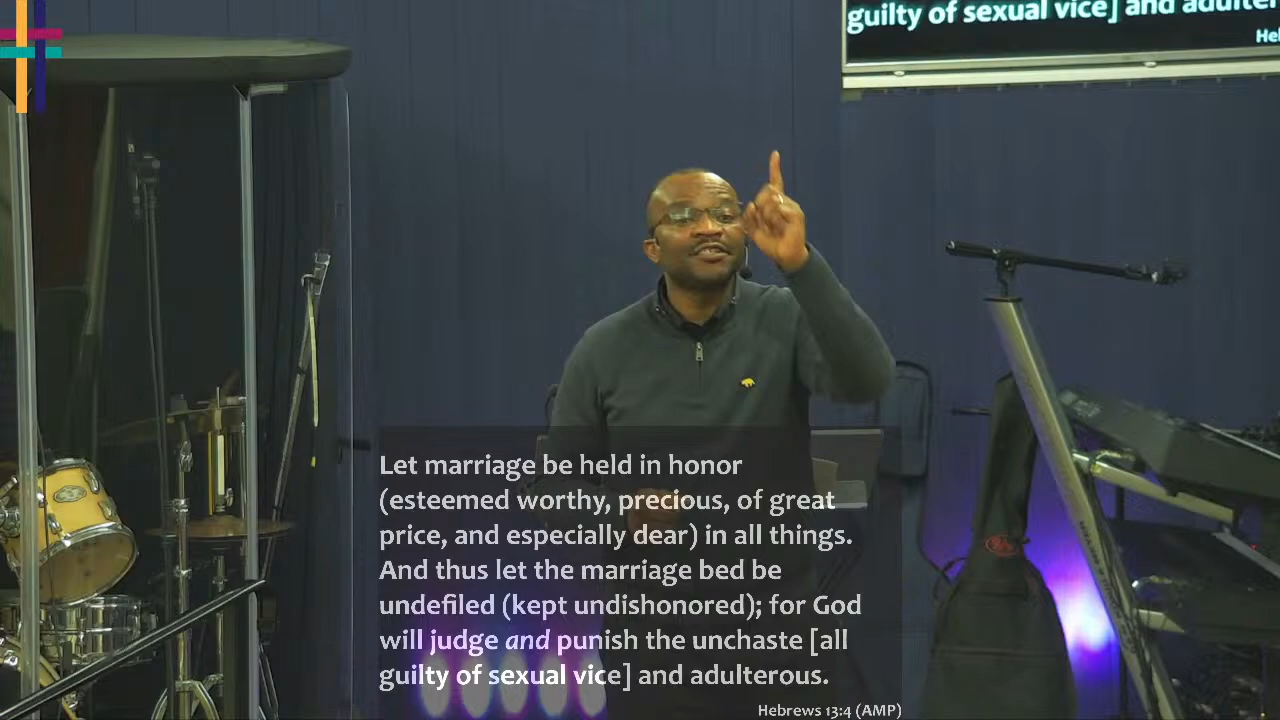 guilty of sexual vice] and
Let marriage be held in honor
(esteemed worthy, precious, of great
price, and especially dear) in all things.
And thus let the marriage bed be
undefiled (kept undishonored); for God
will judge and punish the unchaste [all
guilty of sexual vice] and adulterous.
Hebrews 13:4 (AMP)